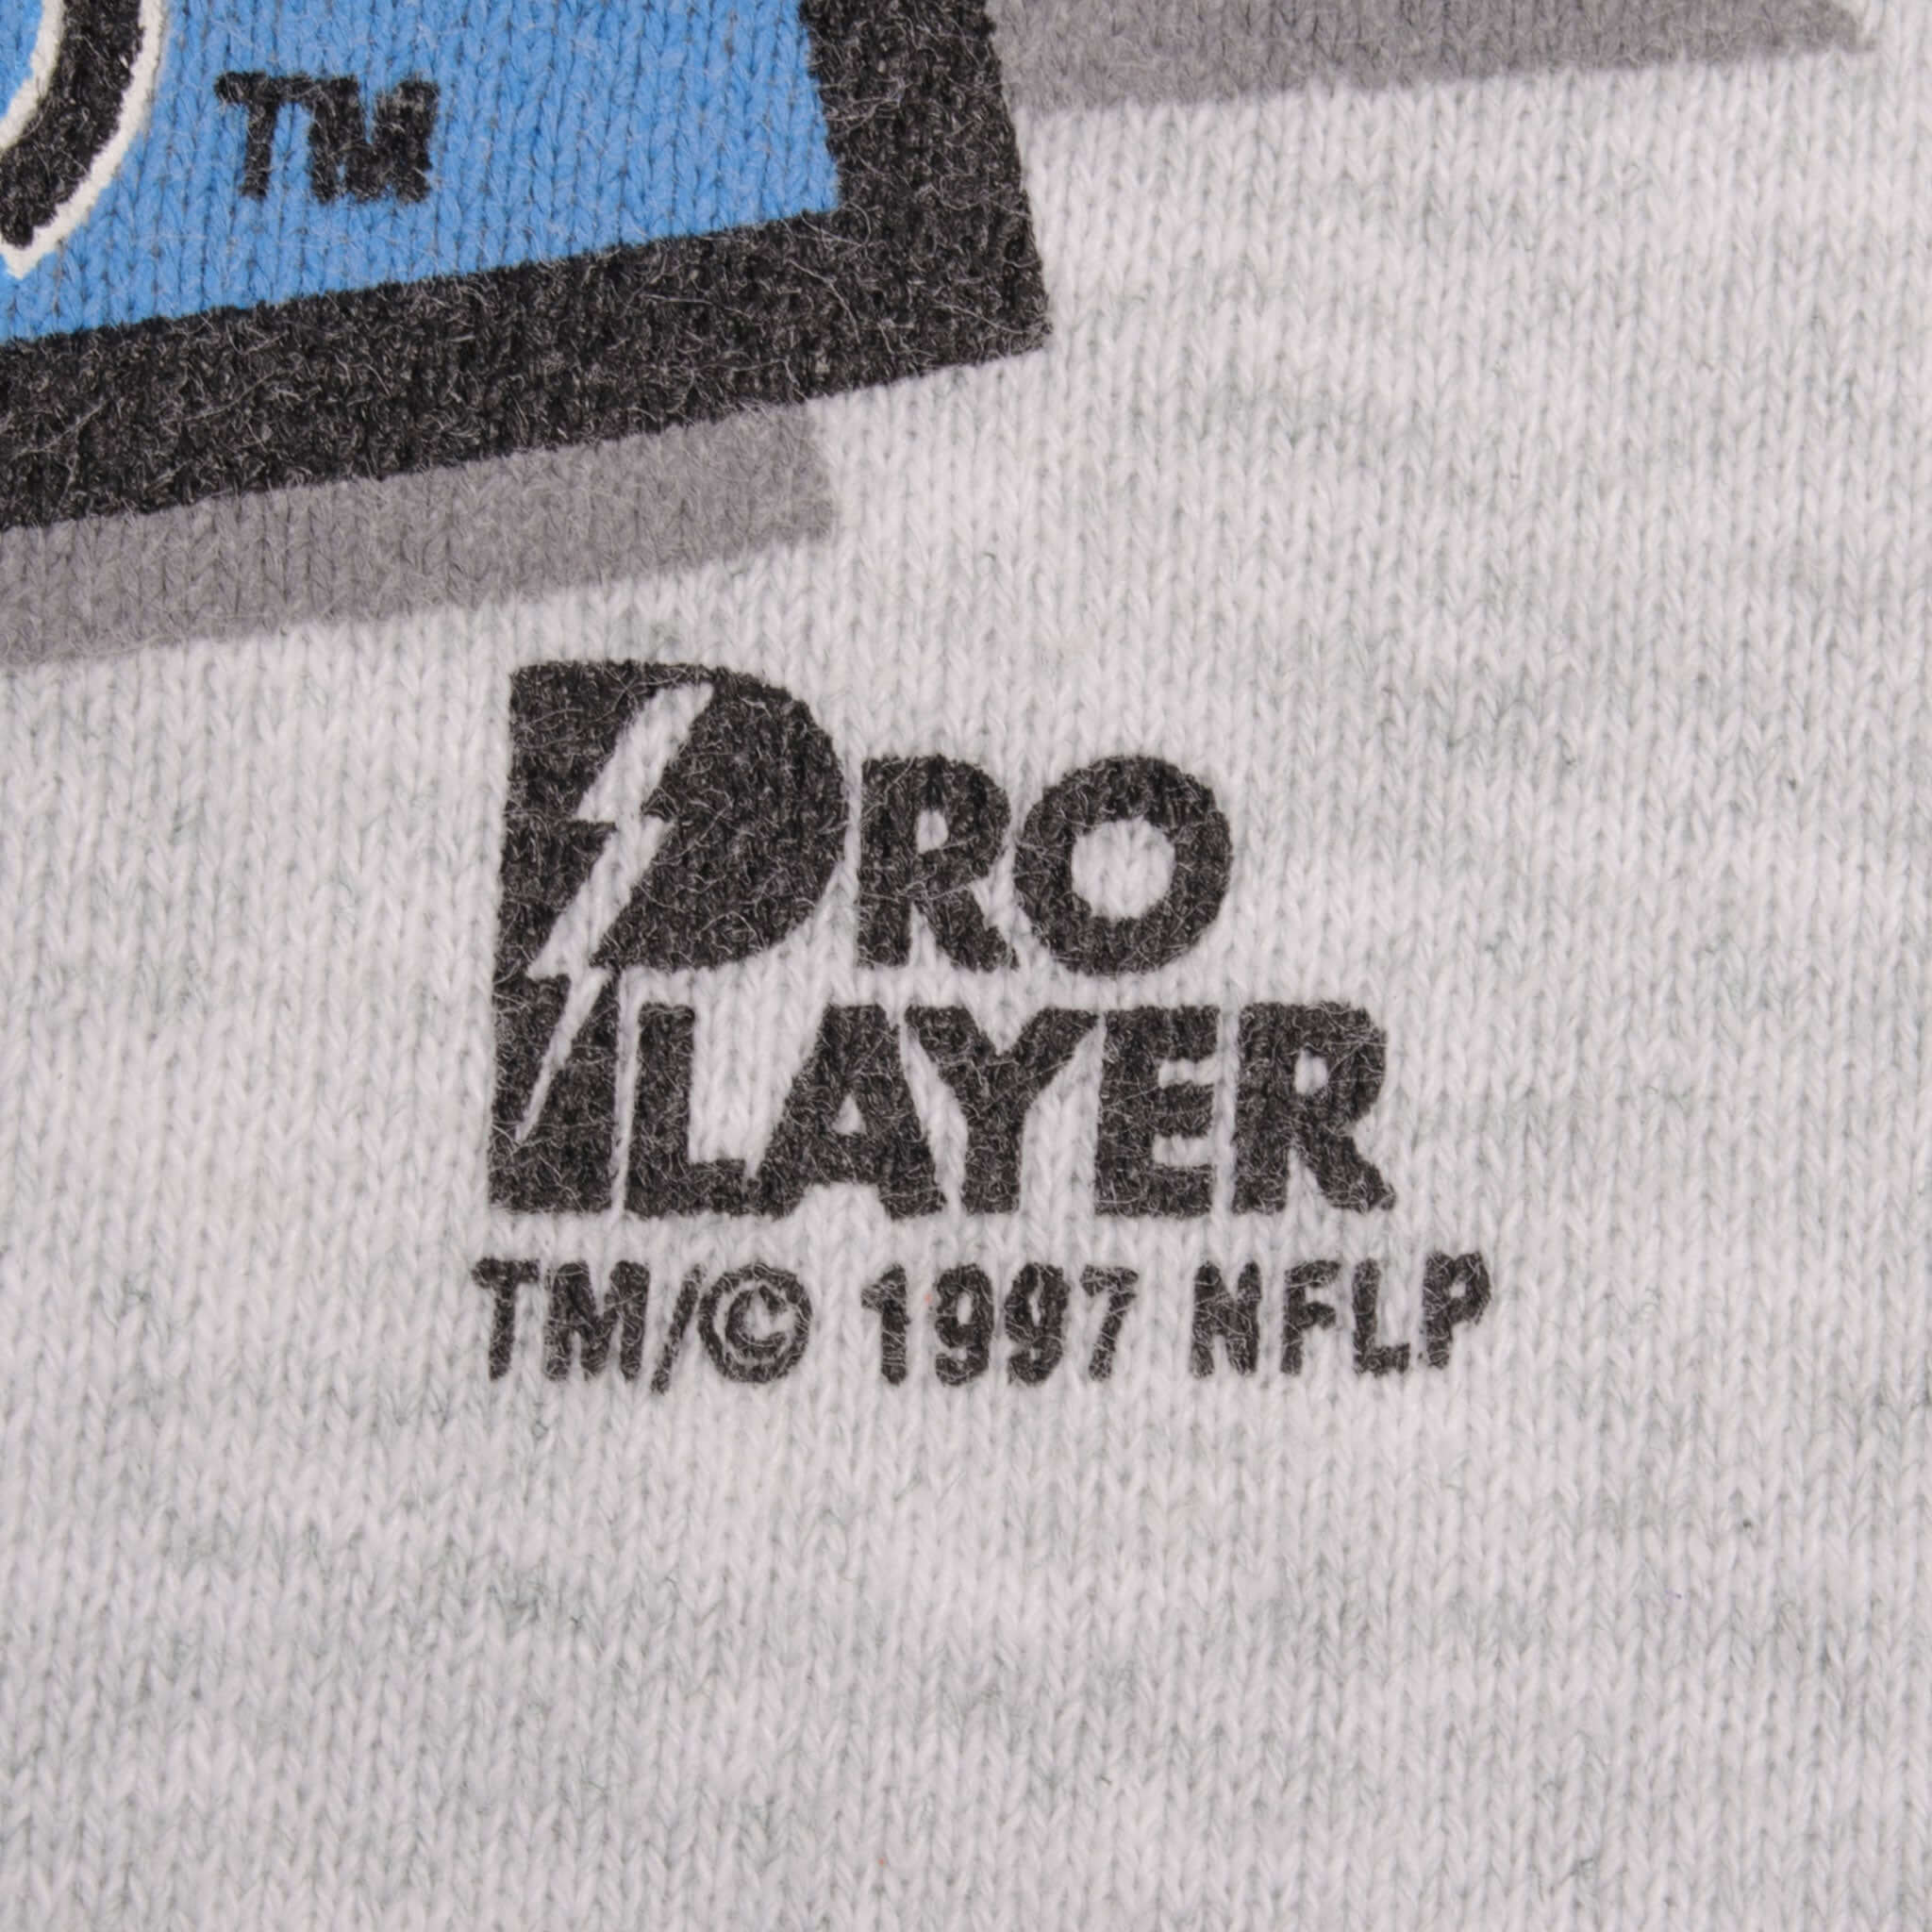 TM
PRO
PLAYER
TM/© 1997 NFLP